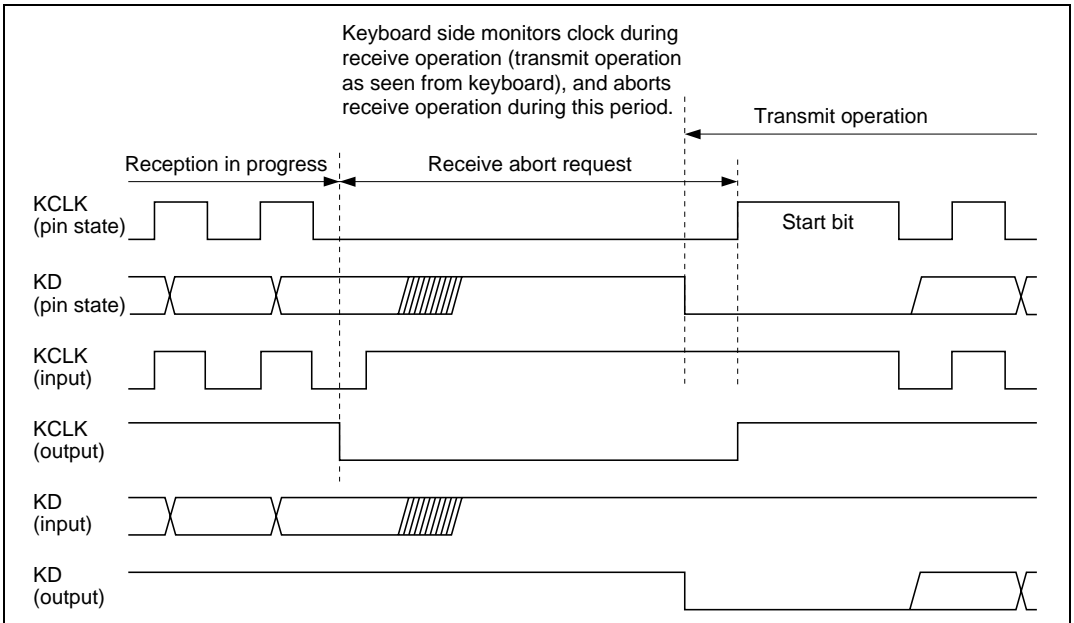 Keyboard side monitors clock during
receive operation (transmit operation
as seen from keyboard), and aborts
receive operation during this period.
Transmit operation
Reception in progress
Receive abort request
KCLK
(pin state)
Start bit
KD
(pin state)
KCLK
(input)
KCLK
(output)
KD
(input)
KD
(output)